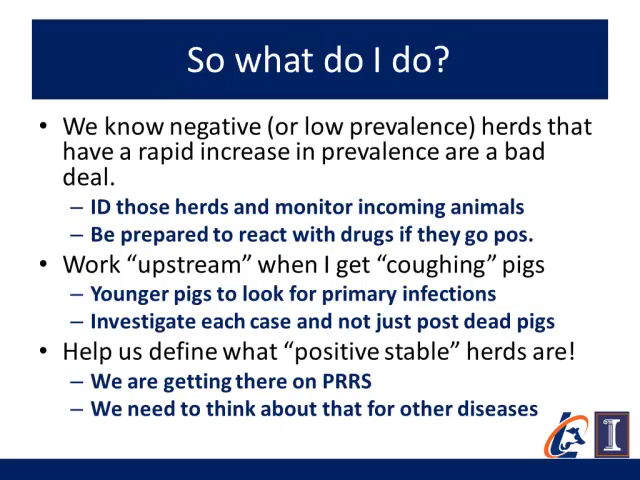 So what do I do?
• We know negative (or low prevalence) herds that
have a rapid increase in prevalence are a bad
deal.
– ID those herds and monitor incoming animals
– Be prepared to react with drugs if they go pos.
• Work “upstream” when I get “coughing” pigs
– Younger pigs to look for primary infections
– Investigate each case and not just post dead pigs
• Help us define what “positive stable” herds are!
– We are getting there on PRRS
– We need to think about that for other diseases
I